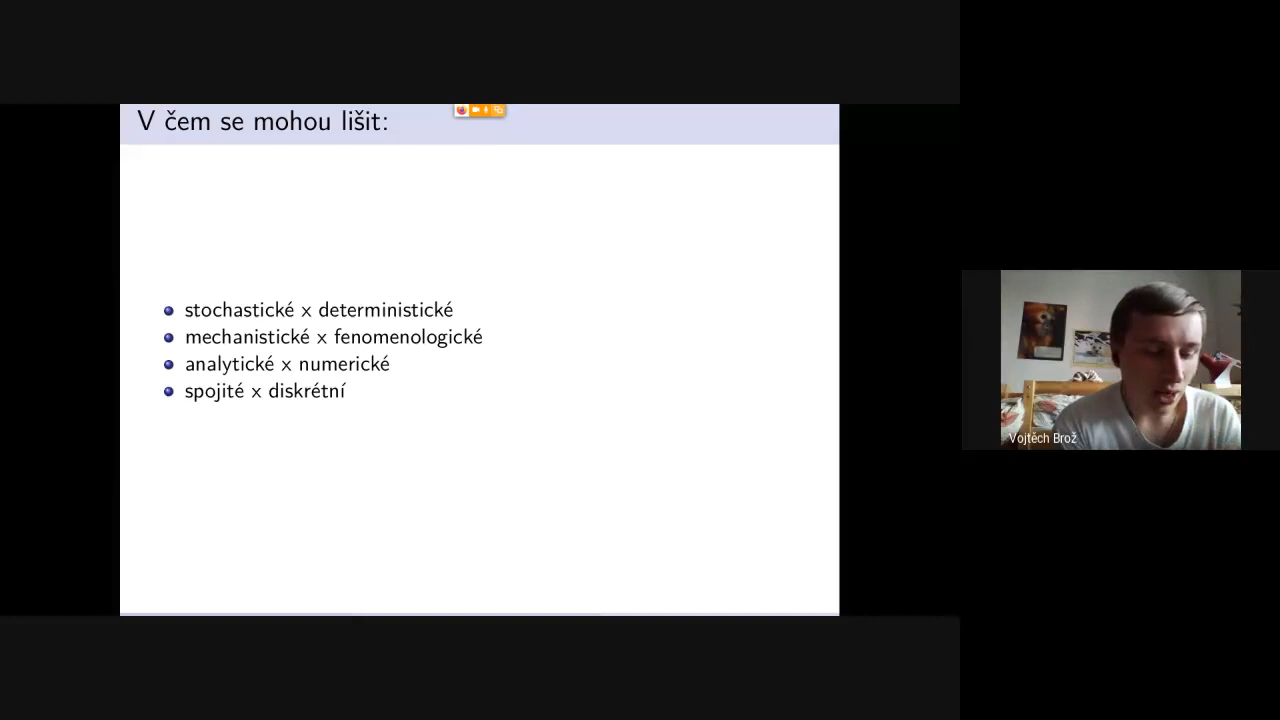 V čem se mohou lišit:
stochastické x deterministické
mechanistické x fenomenologické
analytické x numerické
spojité x diskrétní
Vojtěch Brož